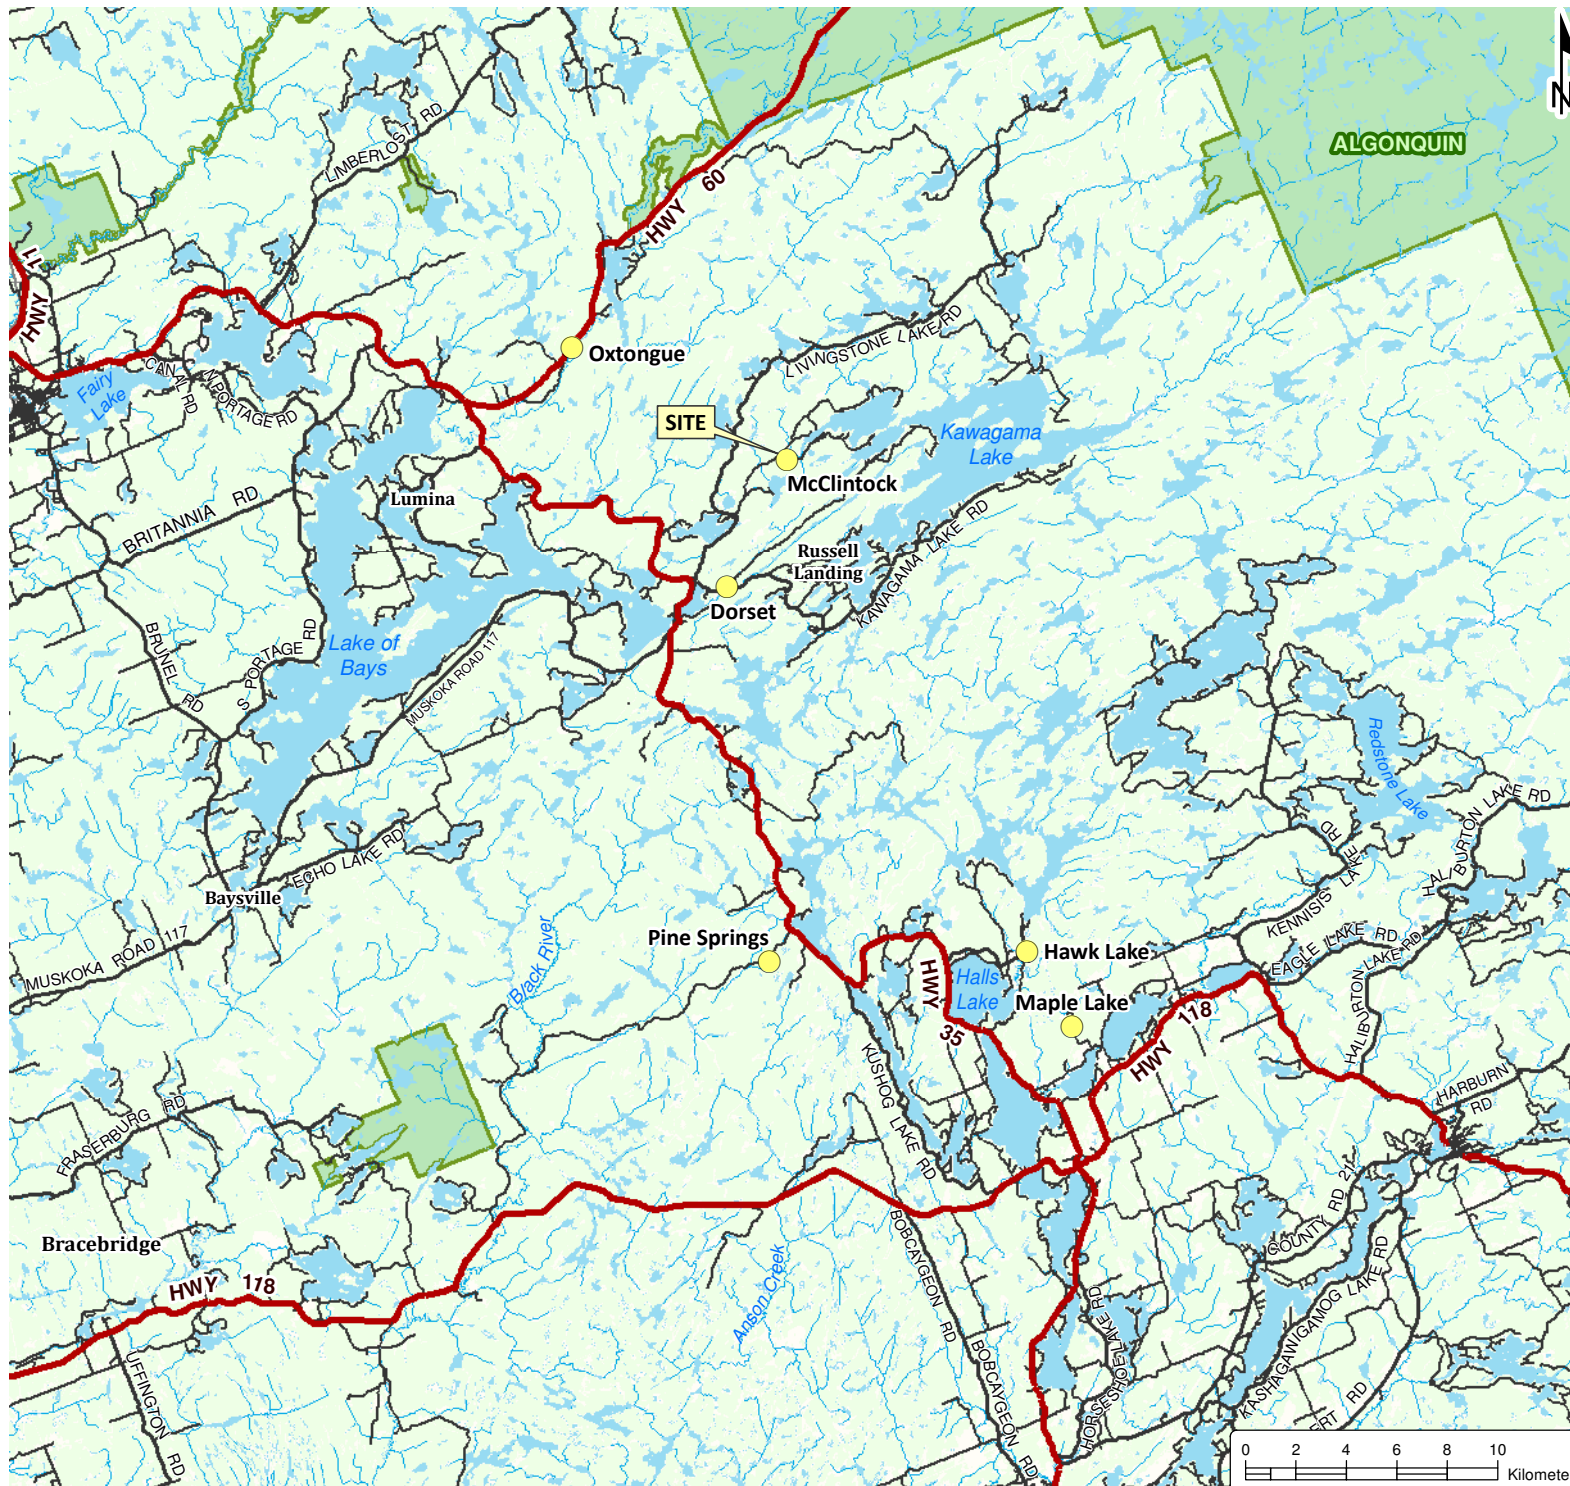 ALGONQUIN
N
LIMBERLOST RD
HWY 60
HWY 11
Oxtongue
LIVINGSTONE LAKE RD
Fairy
Lake
CANAL RD
N PORTAGE RD
SITE
Kawagama
Lake
McClintock
Lumina
BRITANNIA RD
Russell
Landing
KAWAGAMA LAKE RD
Dorset
BRUNEL RD
S PORTAGE RD
Lake of
Bays
MUSKOKA ROAD 117
Redstone Lake
HALIBURTON LAKE RD
ECHO LAKE RD
KENNISIS LAKE RD
Baysville
MUSKOKA ROAD 117
Black River
Pine Springs
Hawk Lake
EAGLE LAKE RD
HALIBURTON LAKE RD
HWY 35
Halls
Lake
Maple Lake
HWY 118
KUSHOG LAKE RD
HARBURN RD
FRASERBURG RD
Bracebridge
HWY 118
BOBCAYGEON RD
COUNTY RD 21
Anson Creek
KASHAGAWIGAMOG LAKE RD
HORSESHOE LAKE RD
UFFINGTON RD
BOBCAYGEON RD
ERT RD
0 2 4 6 8 10
Kilomete